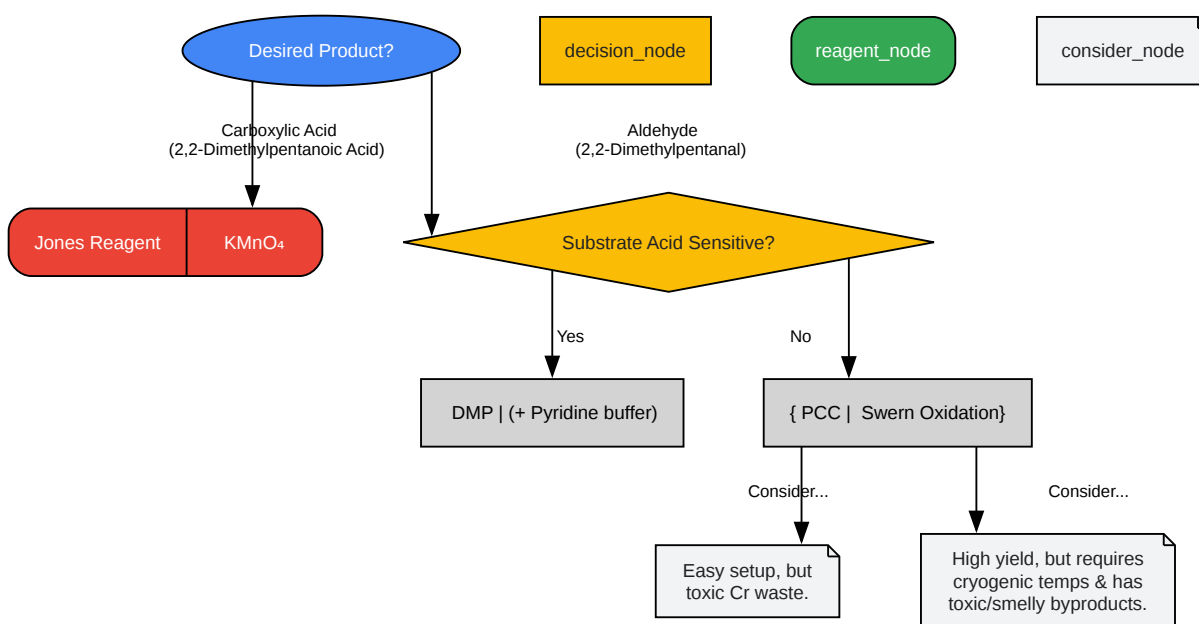 Desired Product?
decision_node
reagent_node
consider_node
Carboxylic Acid
(2,2-Dimethylpentanoic Acid)
Aldehyde
(2,2-Dimethylpentanal)
Jones Reagent
KMnO₄
Substrate Acid Sensitive?
Yes
No
DMP | (+ Pyridine buffer)
{ PCC |  Swern Oxidation}
Consider...
Consider...
Easy setup, but
toxic Cr waste.
High yield, but requires
cryogenic temps & has
toxic/smelly byproducts.